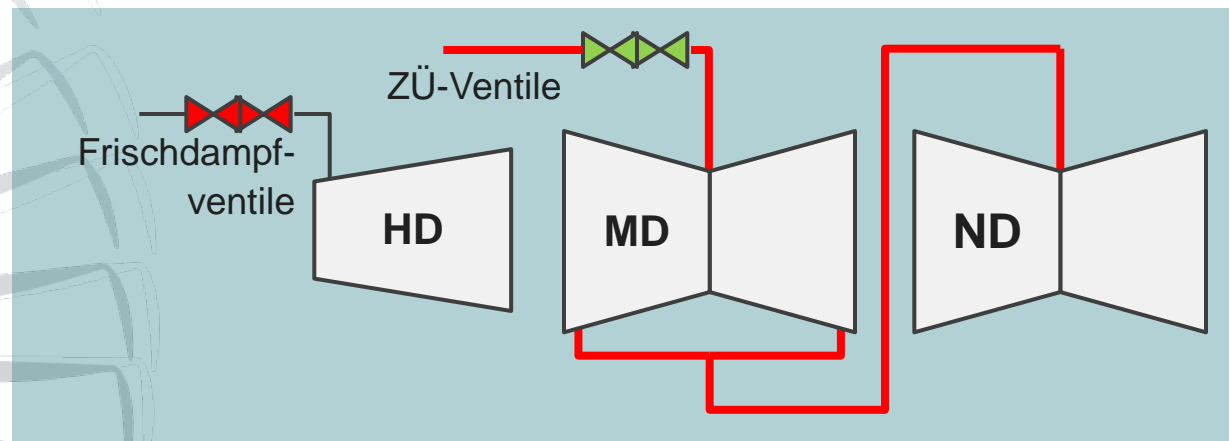 ZÜ-Ventile
Frischdampf-
ventile
HD
MD
ND